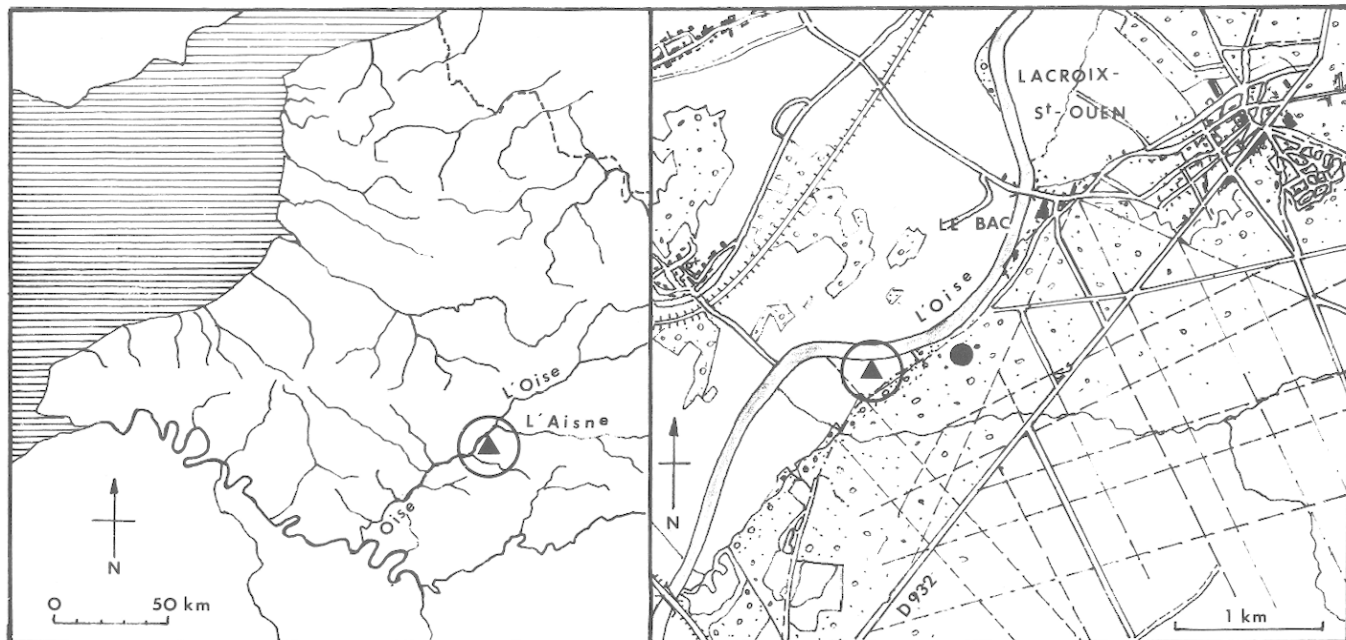 L'Oise
L'Aisne
Oise
N
0 50 km
LACROIX-
St-OUEN
LE BAC
L'Oise
N
D932
1 km